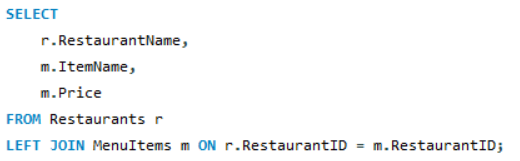 SELECT
    r.RestaurantName,
    m.ItemName,
    m.Price
FROM Restaurants r
LEFT JOIN MenuItems m ON r.RestaurantID = m.RestaurantID;